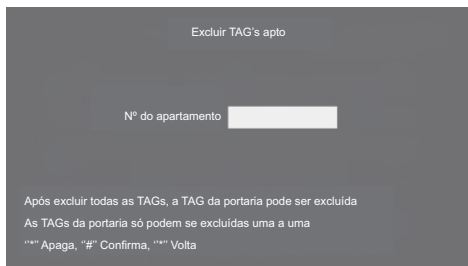 Excluir TAG's apto
Nº do apartamento
Após excluir todas as TAGs, a TAG da portaria pode ser excluída
As TAGs da portaria só podem se excluídas uma a uma
“*” Apaga, “#” Confirma, “*” Volta